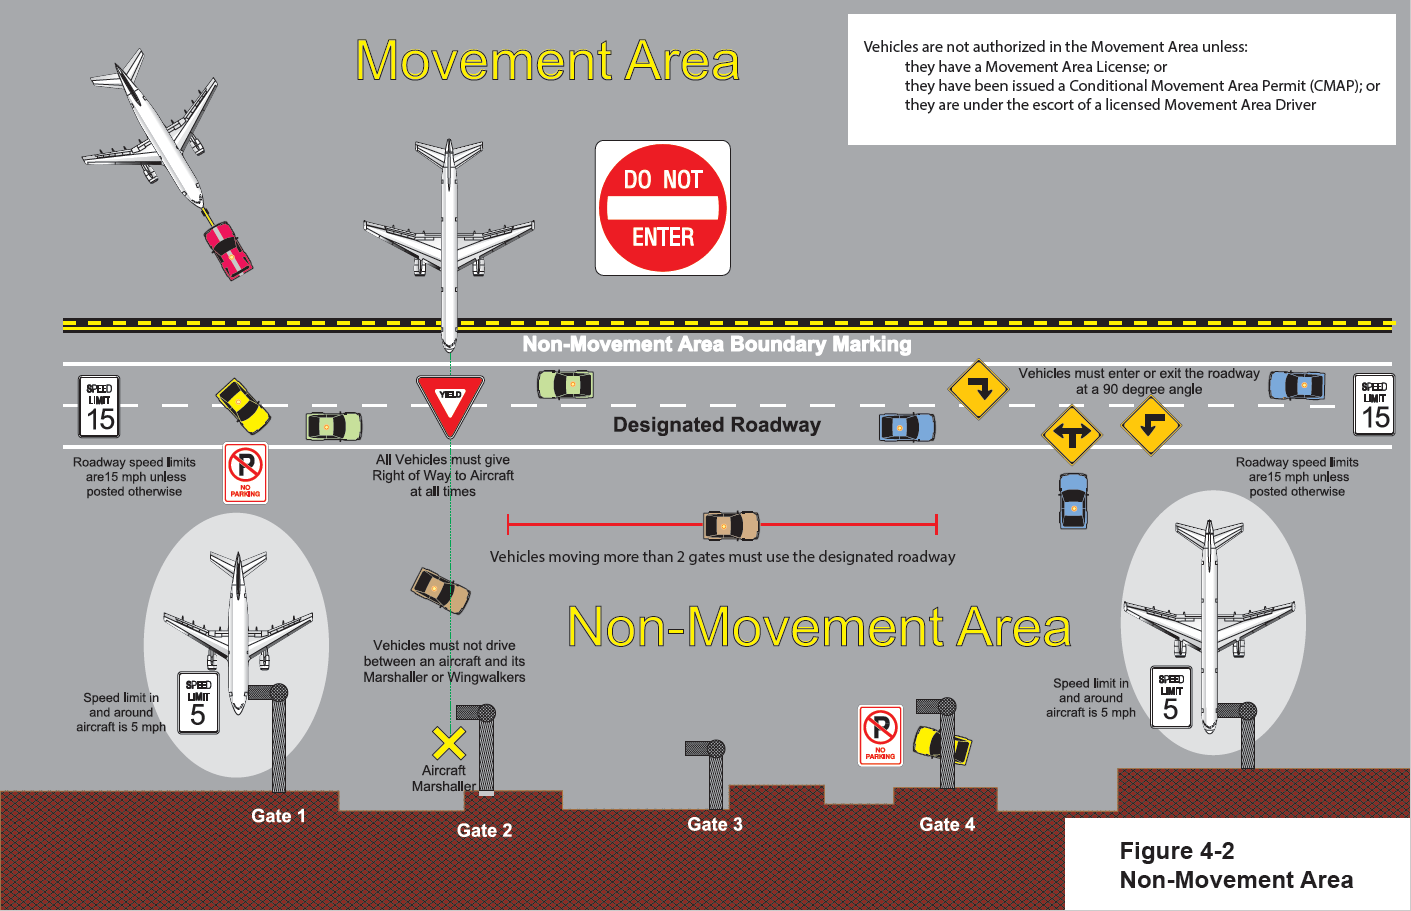 Movement Area
Vehicles are not authorized in the Movement Area unless:
they have a Movement Area License; or
they have been issued a Conditional Movement Area Permit (CMAP); or
they are under the escort of a licensed Movement Area Driver
DO NOT
ENTER
Non-Movement Area Boundary Marking
SPEED
LIMIT
15
YIELD
Vehicles must enter or exit the roadway
at a 90 degree angle
SPEED
LIMIT
15
Designated Roadway
Roadway speed limits
are15 mph unless
posted otherwise
P
NO
PARKING
All Vehicles must give
Right of Way to Aircraft
at all times
Roadway speed limits
are15 mph unless
posted otherwise
Vehicles moving more than 2 gates must use the designated roadway
Non-Movement Area
Vehicles must not drive
between an aircraft and its
Marshaller or Wingwalkers
Speed limit in
and around
aircraft is 5 mph
SPEED
LIMIT
5
Speed limit in
and around
aircraft is 5 mph
SPEED
LIMIT
5
P
NO
PARKING
Aircraft
Marshaller
Gate 1
Gate 2
Gate 3
Gate 4
Figure 4-2
Non-Movement Area